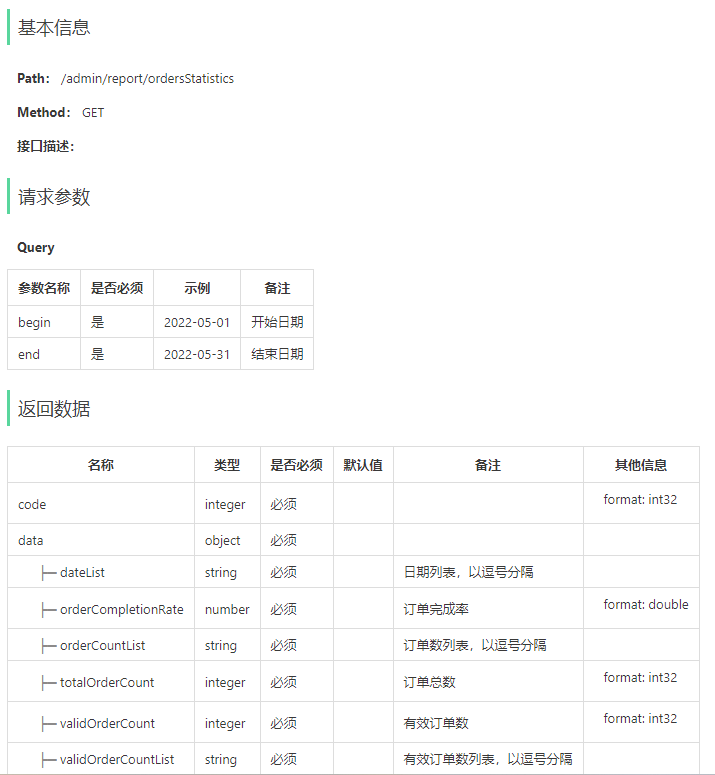 基本信息
Path： /admin/report/ordersStatistics
Method： GET
接口描述：
请求参数
Query
参数名称 是否必须 示例 备注
begin 是 2022-05-01 开始日期
end 是 2022-05-31 结束日期
返回数据
名称 类型 是否必须 默认值 备注 其他信息
code integer 必须 format: int32
data object 必须
├─ dateList string 必须 日期列表，以逗号分隔
├─ orderCompletionRate number 必须 订单完成率 format: double
├─ orderCountList string 必须 订单数列表，以逗号分隔
├─ totalOrderCount integer 必须 订单总数 format: int32
├─ validOrderCount integer 必须 有效订单数 format: int32
├─ validOrderCountList string 必须 有效订单数列表，以逗号分隔